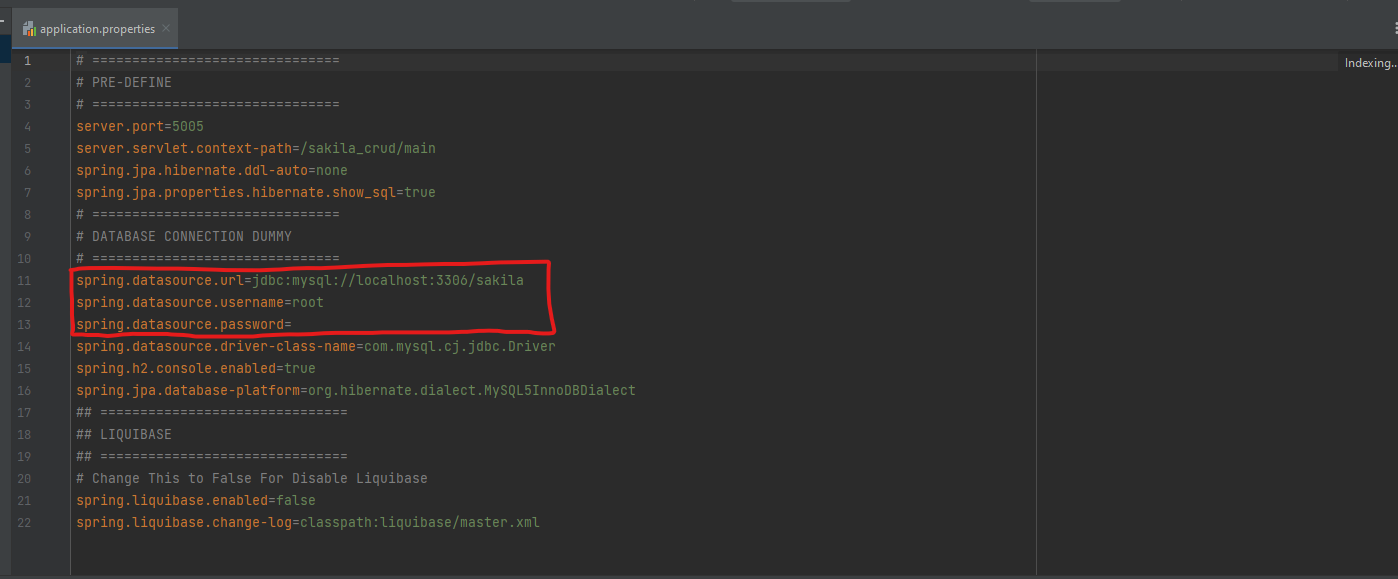 application.properties
Indexing..
1 # ===============================
2 # PRE-DEFINE
3 # ===============================
4 server.port=5005
5 server.servlet.context-path=/sakila_crud/main
6 spring.jpa.hibernate.ddl-auto=none
7 spring.jpa.properties.hibernate.show_sql=true
8 # ===============================
9 # DATABASE CONNECTION DUMMY
10 # ===============================
11 spring.datasource.url=jdbc:mysql://localhost:3306/sakila
12 spring.datasource.username=root
13 spring.datasource.password=
14 spring.datasource.driver-class-name=com.mysql.cj.jdbc.Driver
15 spring.h2.console.enabled=true
16 spring.jpa.database-platform=org.hibernate.dialect.MySQL5InnoDBDialect
17 ## ===============================
18 ## LIQUIBASE
19 ## ===============================
20 # Change This to False For Disable Liquibase
21 spring.liquibase.enabled=false
22 spring.liquibase.change-log=classpath:liquibase/master.xml